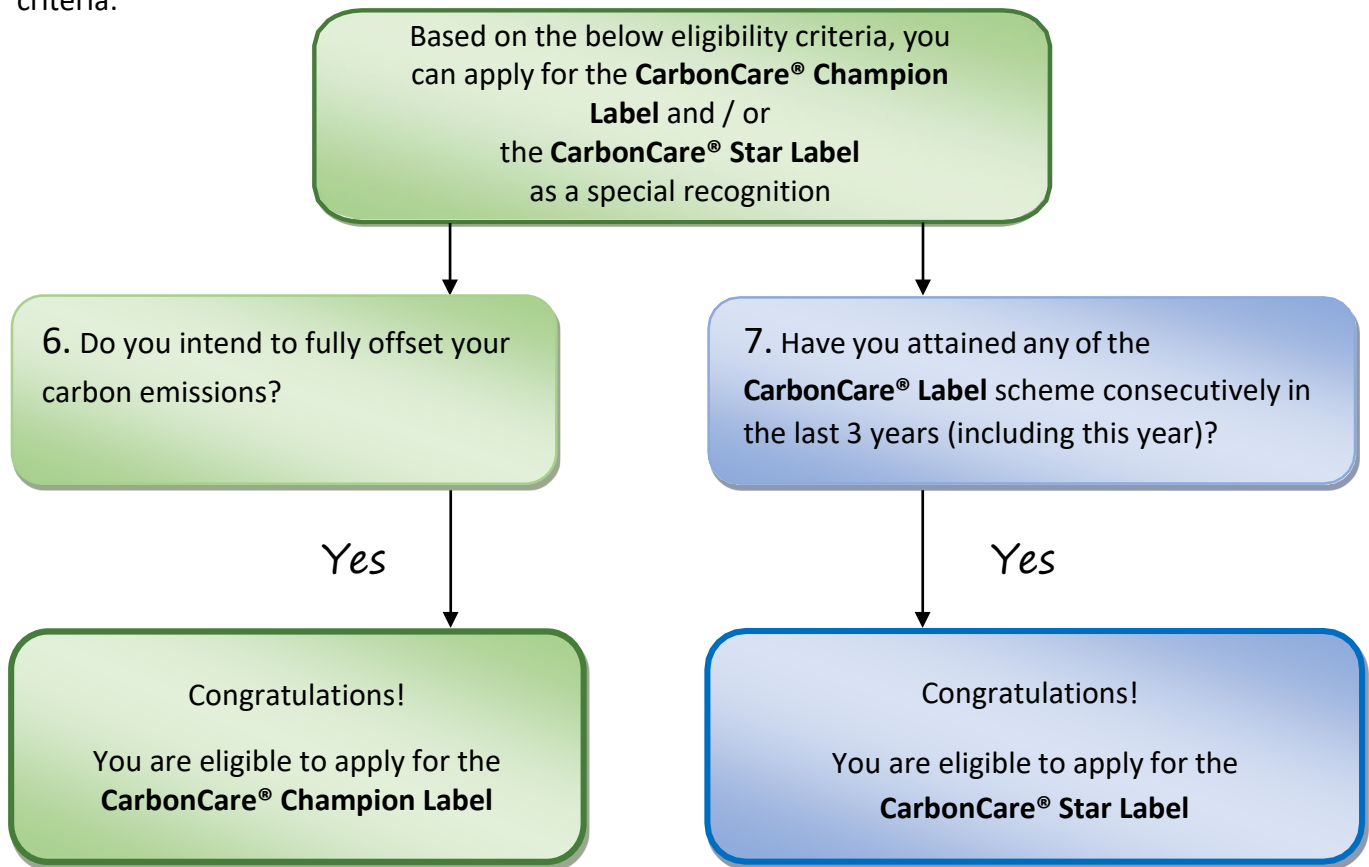 criteria.
Based on the below eligibility criteria, you
can apply for the CarbonCare® Champion
Label and / or
the CarbonCare® Star Label
as a special recognition
6. Do you intend to fully offset your
carbon emissions?
7. Have you attained any of the
CarbonCare® Label scheme consecutively in
the last 3 years (including this year)?
Yes
Yes
Congratulations!
You are eligible to apply for the
CarbonCare® Champion Label
Congratulations!
You are eligible to apply for the
CarbonCare® Star Label